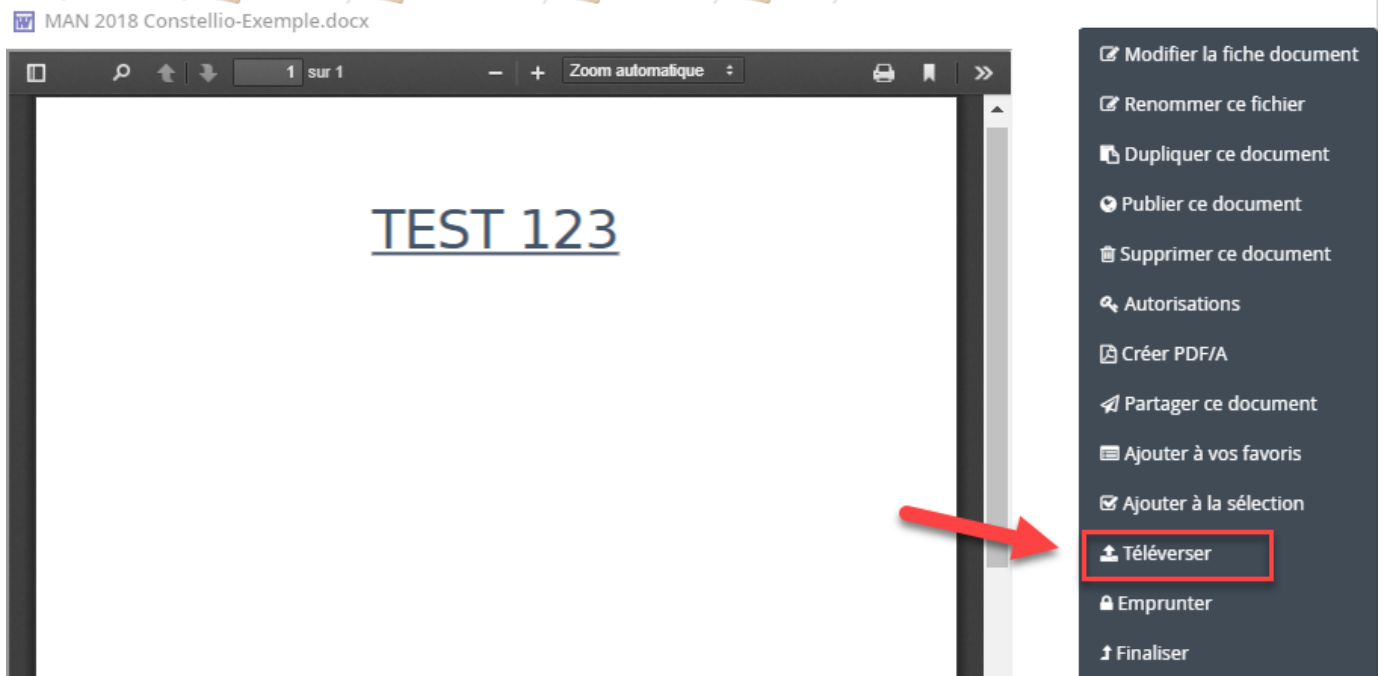 MAN 2018 Constellio-Exemple.docx
1 sur 1
Zoom automatique
TEST 123
Modifier la fiche document
Renommer ce fichier
Dupliquer ce document
Publier ce document
Supprimer ce document
Autorisations
Créer PDF/A
Partager ce document
Ajouter à vos favoris
Ajouter à la sélection
Téléverser
Emprunter
Finaliser